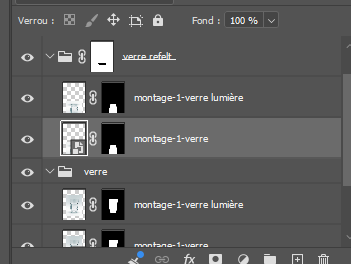 Verrou : Fond : 100 %
verre refelt
montage-1-verre lumière
montage-1-verre
verre
montage-1-verre lumière
montage-1-verre
fx